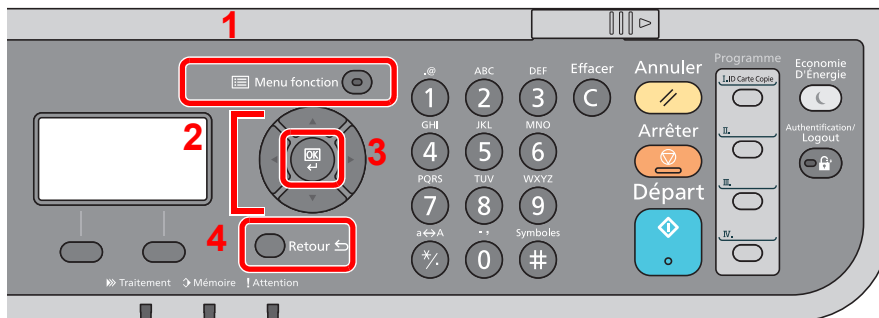 1
Menu fonction
2
OK
3
4
Retour
Traitement Mémoire ! Attention
.@ ABC DEF Effacer
1 2 3 C
GHI JKL MNO
4 5 6
PQRS TUV WXYZ
7 8 9
a↔A ., Symboles
*/. 0 #
Annuler
Arrêter
Départ
Programme
I.ID Carte Copie
II.
III.
IV.
Economie
D'Énergie
Authentification/
Logout